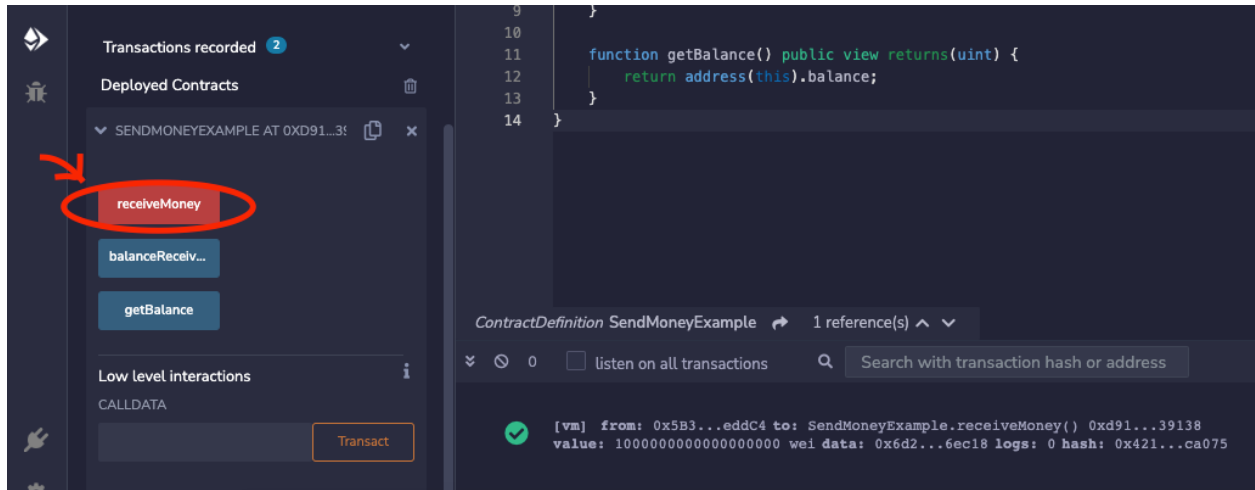 Transactions recorded 2
Deployed Contracts
SENDMONEYEXAMPLE AT 0XD91...39
receiveMoney
balanceReceiv...
getBalance
Low level interactions
i
CALLDATA
Transact
9 }
10
11 function getBalance() public view returns(uint) {
12 return address(this).balance;
13 }
14 }
ContractDefinition SendMoneyExample 1 reference(s)
0 listen on all transactions Search with transaction hash or address
[vm] from: 0x5B3...eddC4 to: SendMoneyExample.receiveMoney() 0xd91...39138
value: 1000000000000000000 wei data: 0x6d2...6ec18 logs: 0 hash: 0x421...ca075